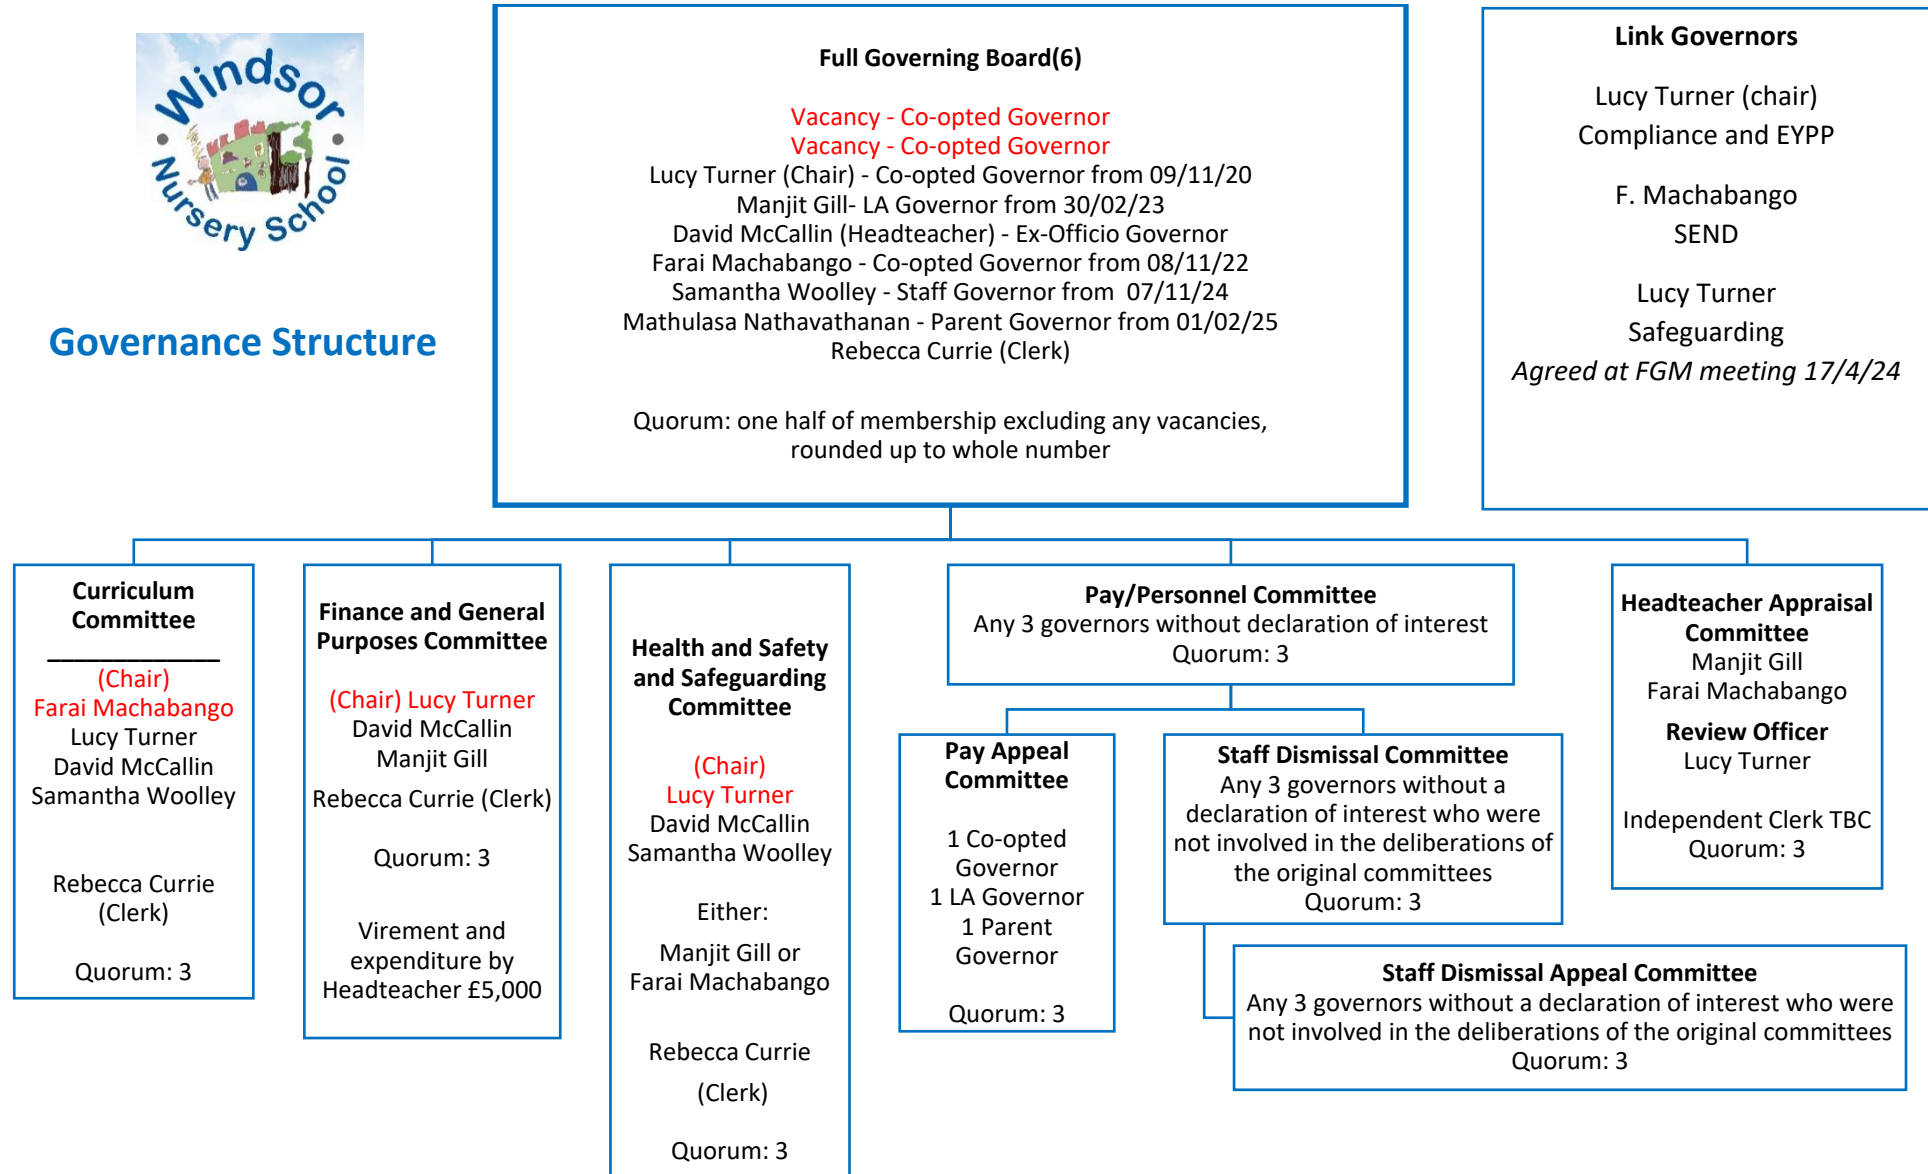 Windsor
Nursery School
Governance Structure
Full Governing Board(6)
Vacancy - Co-opted Governor
Vacancy - Co-opted Governor
Lucy Turner (Chair) - Co-opted Governor from 09/11/20
Manjit Gill- LA Governor from 30/02/23
David McCallin (Headteacher) - Ex-Officio Governor
Farai Machabango - Co-opted Governor from 08/11/22
Samantha Woolley - Staff Governor from  07/11/24
Mathulasa Nathavathanan - Parent Governor from 01/02/25
Rebecca Currie (Clerk)
Quorum: one half of membership excluding any vacancies,
rounded up to whole number
Link Governors
Lucy Turner (chair)
Compliance and EYPP
F. Machabango
SEND
Lucy Turner
Safeguarding
Agreed at FGM meeting 17/4/24
Curriculum
Committee
______________
(Chair)
Farai Machabango
Lucy Turner
David McCallin
Samantha Woolley
Rebecca Currie
(Clerk)
Quorum: 3
Finance and General
Purposes Committee
(Chair) Lucy Turner
David McCallin
Manjit Gill
Rebecca Currie (Clerk)
Quorum: 3
Virement and
expenditure by
Headteacher £5,000
Health and Safety
and Safeguarding
Committee
(Chair)
Lucy Turner
David McCallin
Samantha Woolley
Either:
Manjit Gill or
Farai Machabango
Rebecca Currie
(Clerk)
Quorum: 3
Pay/Personnel Committee
Any 3 governors without declaration of interest
Quorum: 3
Pay Appeal
Committee
1 Co-opted
Governor
1 LA Governor
1 Parent
Governor
Quorum: 3
Staff Dismissal Committee
Any 3 governors without a
declaration of interest who were
not involved in the deliberations of
the original committees
Quorum: 3
Staff Dismissal Appeal Committee
Any 3 governors without a declaration of interest who were
not involved in the deliberations of the original committees
Quorum: 3
Headteacher Appraisal
Committee
Manjit Gill
Farai Machabango
Review Officer
Lucy Turner
Independent Clerk TBC
Quorum: 3